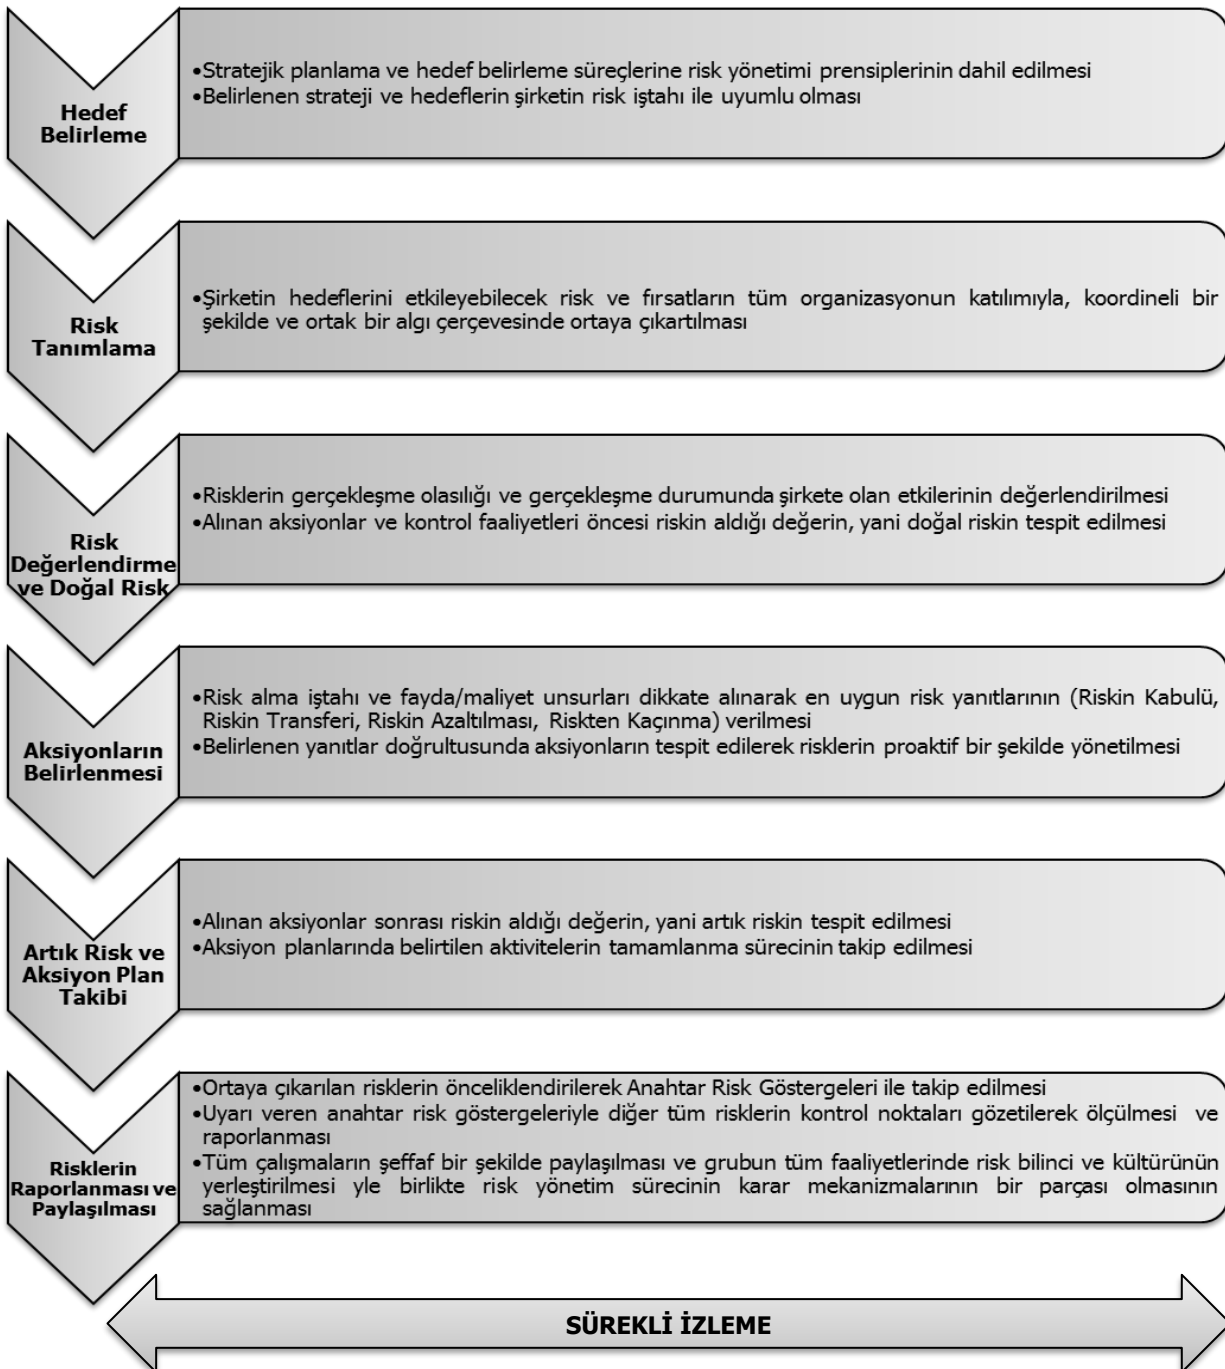 Hedef
Belirleme
•Stratejik planlama ve hedef belirleme süreçlerine risk yönetimi prensiplerinin dahil edilmesi
•Belirlenen strateji ve hedeflerin şirketin risk iştahı ile uyumlu olması
Risk
Tanımlama
•Şirketin hedeflerini etkileyebilecek risk ve fırsatların tüm organizasyonun katılımıyla, koordineli bir
şekilde ve ortak bir algı çerçevesinde ortaya çıkartılması
Risk
Değerlendirme
ve Doğal Risk
•Risklerin gerçekleşme olasılığı ve gerçekleşme durumunda şirkete olan etkilerinin değerlendirilmesi
•Alınan aksiyonlar ve kontrol faaliyetleri öncesi riskin aldığı değerin, yani doğal riskin tespit edilmesi
Aksiyonların
Belirlenmesi
•Risk alma iştahı ve fayda/maliyet unsurları dikkate alınarak en uygun risk yanıtlarının (Riskin Kabulü,
Riskin Transferi, Riskin Azaltılması, Riskten Kaçınma) verilmesi
•Belirlenen yanıtlar doğrultusunda aksiyonların tespit edilerek risklerin proaktif bir şekilde yönetilmesi
Artık Risk ve
Aksiyon Plan
Takibi
•Alınan aksiyonlar sonrası riskin aldığı değerin, yani artık riskin tespit edilmesi
•Aksiyon planlarında belirtilen aktivitelerin tamamlanma sürecinin takip edilmesi
Risklerin
Raporlanması ve
Paylaşılması
•Ortaya çıkarılan risklerin önceliklendirilerek Anahtar Risk Göstergeleri ile takip edilmesi
•Uyarı veren anahtar risk göstergeleriyle diğer tüm risklerin kontrol noktaları gözetilerek ölçülmesi ve
raporlanması
•Tüm çalışmaların şeffaf bir şekilde paylaşılması ve grubun tüm faaliyetlerinde risk bilinci ve kültürünün
yerleştirilmesi yle birlikte risk yönetim sürecinin karar mekanizmalarının bir parçası olmasının
sağlanması
SÜREKLİ İZLEME